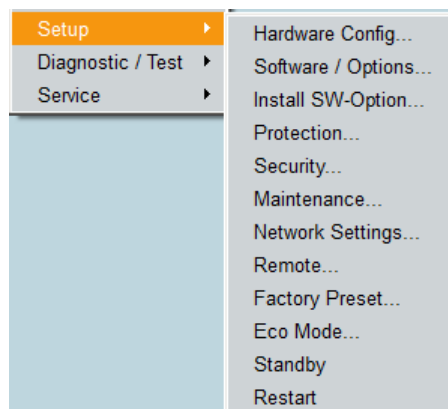 Setup
Diagnostic / Test
Service
Hardware Config...
Software / Options...
Install SW-Option...
Protection...
Security...
Maintenance...
Network Settings...
Remote...
Factory Preset...
Eco Mode...
Standby
Restart